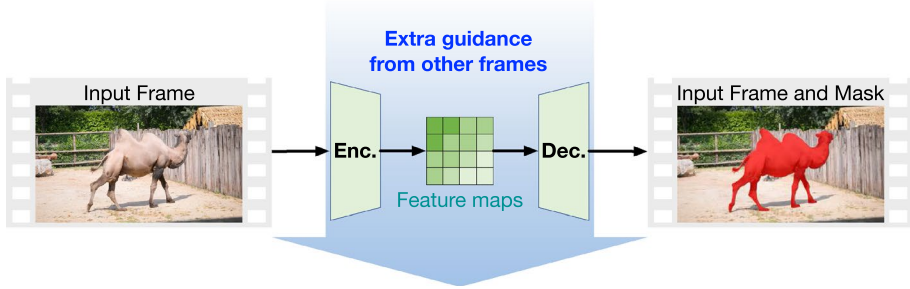 Extra guidance
from other frames
Input Frame
Input Frame and Mask
Enc.
Dec.
Feature maps